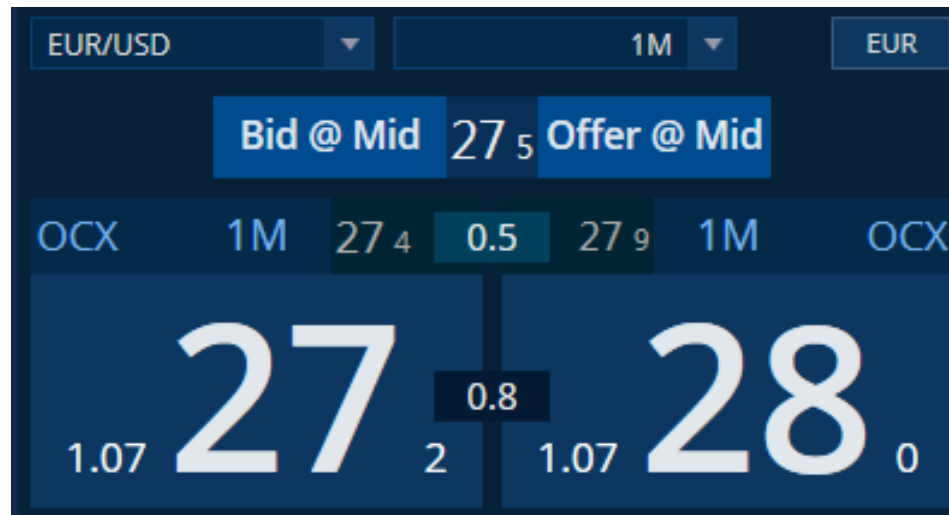 EUR/USD 1M EUR
Bid @ Mid 27 5 Offer @ Mid
OCX 1M 27 4 0.5 27 9 1M OCX
1.07 27 2 0.8 1.07 28 0